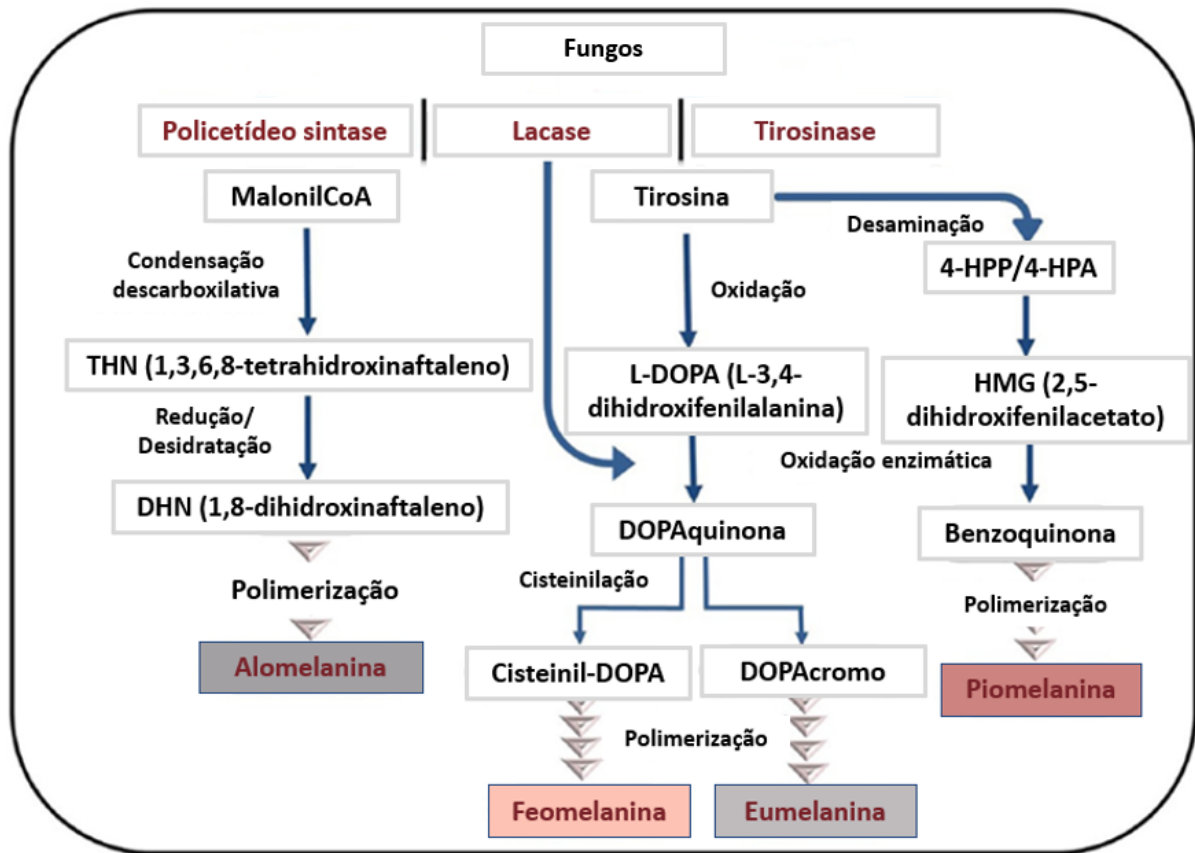 Fungos
Policetídeo sintase
Lacase
Tirosinase
MalonilCoA
Tirosina
Desaminação
4-HPP/4-HPA
Condensação
descarboxilativa
Oxidação
THN (1,3,6,8-tetrahidroxinaftaleno)
L-DOPA (L-3,4-
dihidroxifenilalanina)
HMG (2,5-
dihidroxifenilacetato)
Redução/
Desidratação
Oxidação enzimática
DHN (1,8-dihidroxinaftaleno)
DOPAquinona
Benzoquinona
Cisteinilação
Polimerização
Polimerização
Alomelanina
Cisteinil-DOPA
DOPAcromo
Piomelanina
Polimerização
Feomelanina
Eumelanina